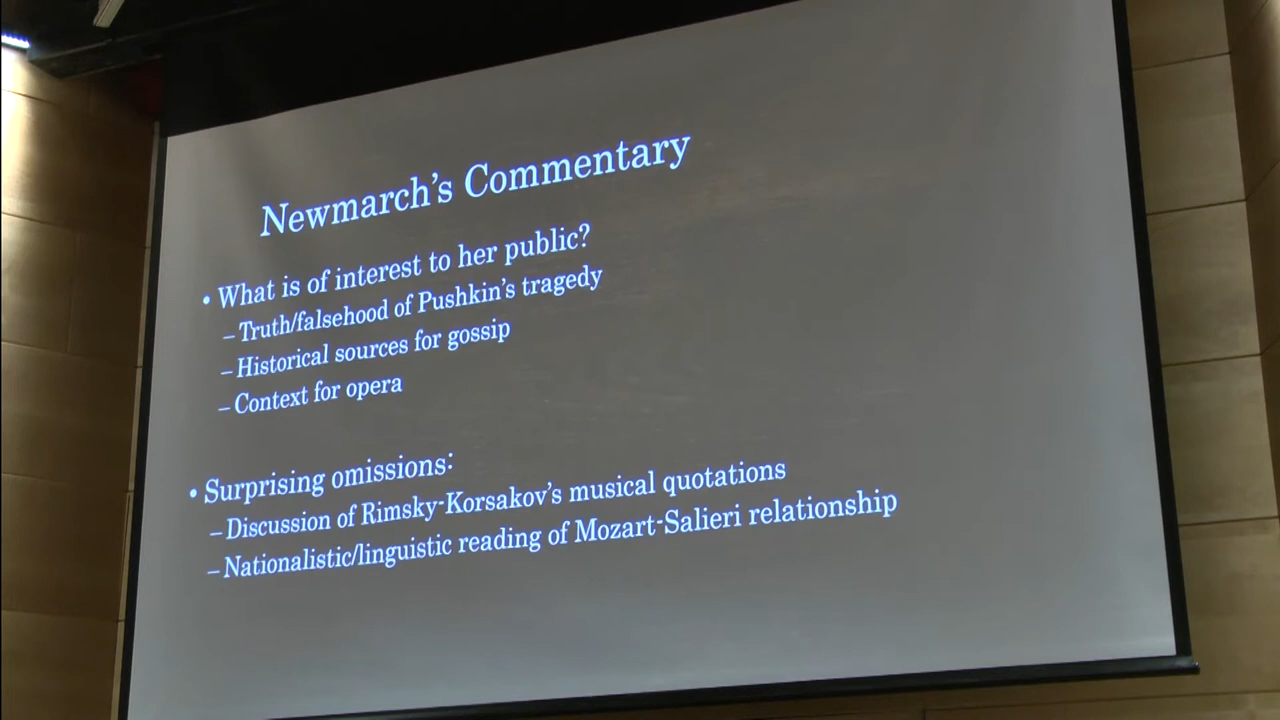 Newmarch's Commentary
• What is of interest to her public?
– Truth/falsehood of Pushkin's tragedy
– Historical sources for gossip
– Context for opera
• Surprising omissions:
– Discussion of Rimsky-Korsakov's musical quotations
– Nationalistic/linguistic reading of Mozart-Salieri relationship